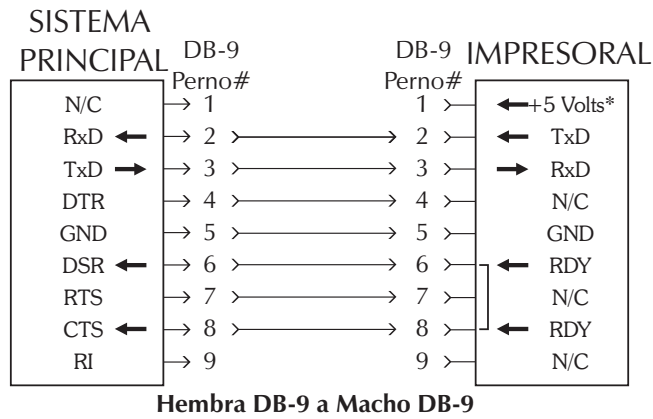 SISTEMA PRINCIPAL DB-9 Perno# DB-9 Perno# IMPRESORAL
N/C 1 1 +5 Volts*
RxD 2 2 TxD
TxD 3 3 RxD
DTR 4 4 N/C
GND 5 5 GND
DSR 6 6 RDY
RTS 7 7 N/C
CTS 8 8 RDY
RI 9 9 N/C
Hembra DB-9 a Macho DB-9